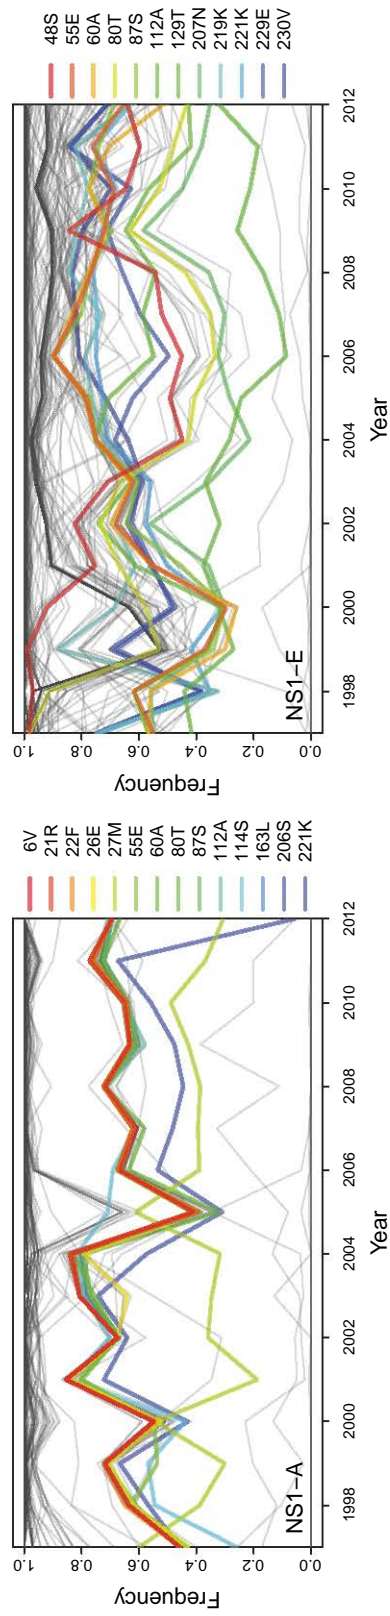 Frequency
1.0
0.8
0.6
0.4
0.2
0.0
NS1-A
1998
2000
2002
2004
2006
2008
2010
2012
Year
6V
21R
22F
26E
27M
55E
60A
80T
87S
112A
114S
163L
206S
221K
Frequency
1.0
0.8
0.6
0.4
0.2
0.0
NS1-E
1998
2000
2002
2004
2006
2008
2010
2012
Year
48S
55E
60A
80T
87S
112A
129T
207N
219K
221K
229E
230V